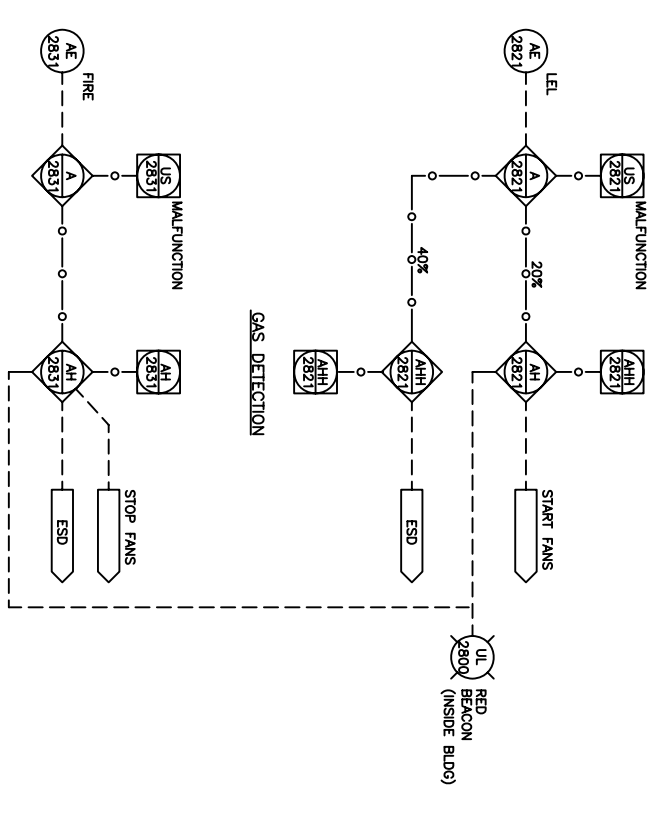 MALFUNCTION
US
2821
AHH
2821
LEL
20%
START FANS
AE
2821
A
2821
AH
2821
UL
2800
RED
BEACON
(INSIDE BLDG)
40%
AHH
2821
ESD
AHH
2821
GAS DETECTION
MALFUNCTION
US
2831
AH
2831
STOP FANS
FIRE
AE
2831
A
2831
AH
2831
ESD